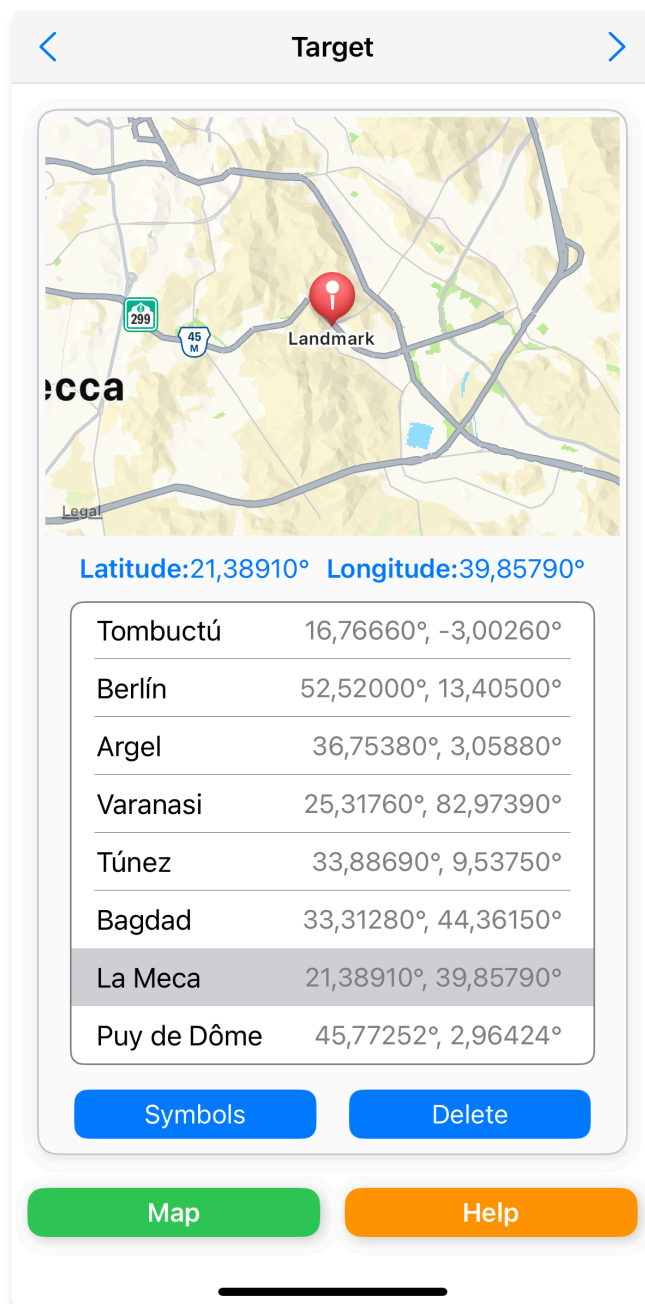 Target
299
45
M
Landmark
ecca
Legal
Latitude:21,38910° Longitude:39,85790°
Tombuctú 16,76660°, -3,00260°
Berlín 52,52000°, 13,40500°
Argel 36,75380°, 3,05880°
Varanasi 25,31760°, 82,97390°
Túnez 33,88690°, 9,53750°
Bagdad 33,31280°, 44,36150°
La Meca 21,38910°, 39,85790°
Puy de Dôme 45,77252°, 2,96424°
Symbols Delete
Map Help